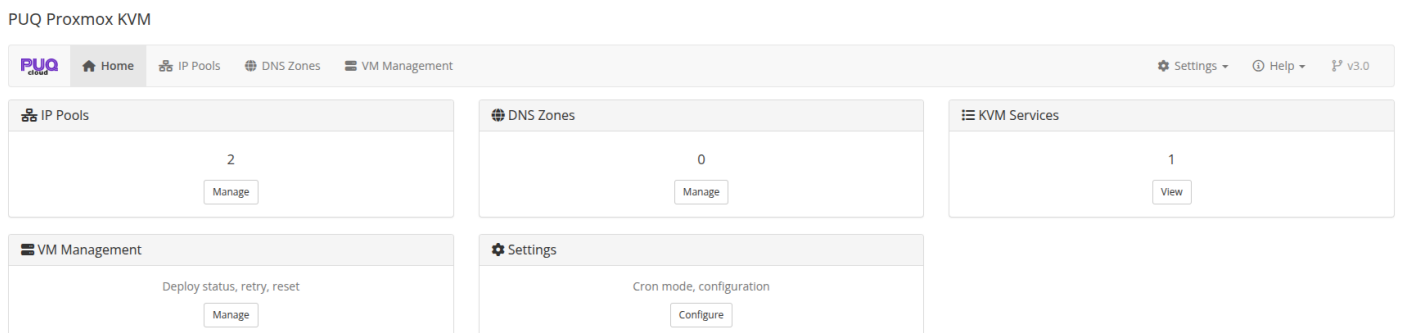 PUQ Proxmox KVM
PUQ cloud Home IP Pools DNS Zones VM Management Settings Help v3.0
IP Pools DNS Zones KVM Services
2 0 1
Manage Manage View
VM Management Settings
Deploy status, retry, reset Cron mode, configuration
Manage Configure